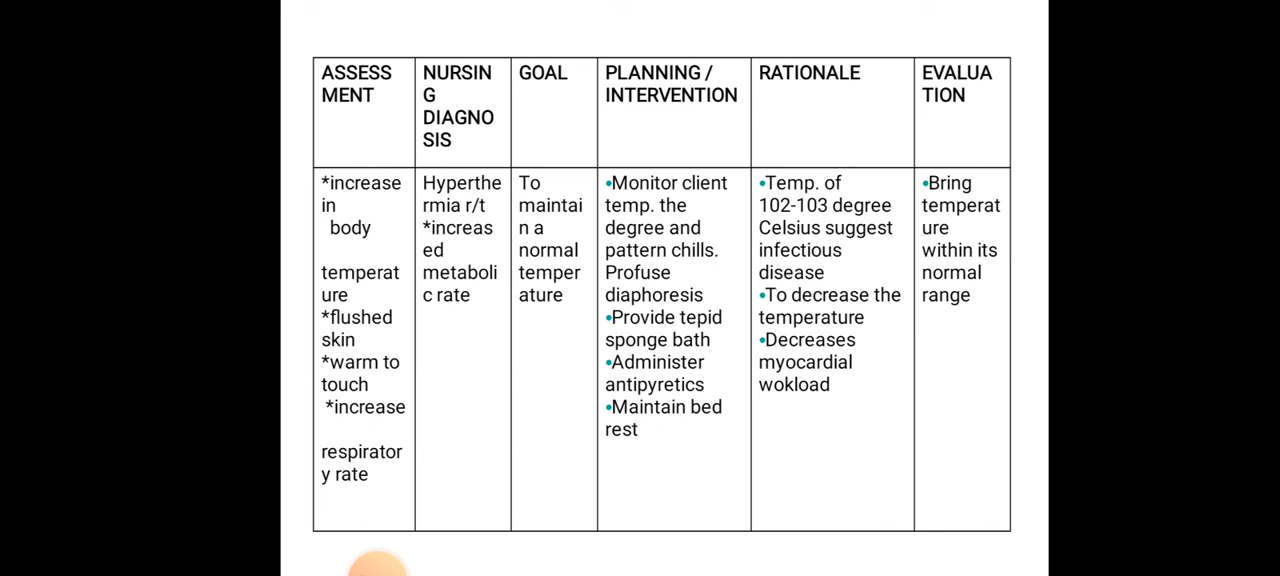 ASSESS
MENT
NURSIN
G
DIAGNO
SIS
GOAL
PLANNING /
INTERVENTION
RATIONALE
EVALUA
TION
*increase
in
body
temperat
ure
*flushed
skin
*warm to
touch
*increase
respirator
y rate
Hyperthe
rmia r/t
*increas
ed
metaboli
c rate
To
maintai
n a
normal
temper
ature
•Monitor client
temp. the
degree and
pattern chills.
Profuse
diaphoresis
•Provide tepid
sponge bath
•Administer
antipyretics
•Maintain bed
rest
•Temp. of
102-103 degree
Celsius suggest
infectious
disease
•To decrease the
temperature
•Decreases
myocardial
wokload
•Bring
temperat
ure
within its
normal
range